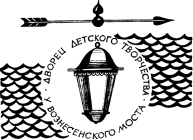 ДВОРЕЦ ДЕТСКОГО ТВОРЧЕСТВА
У ВОЗНЕСЕНСКОГО МОСТА